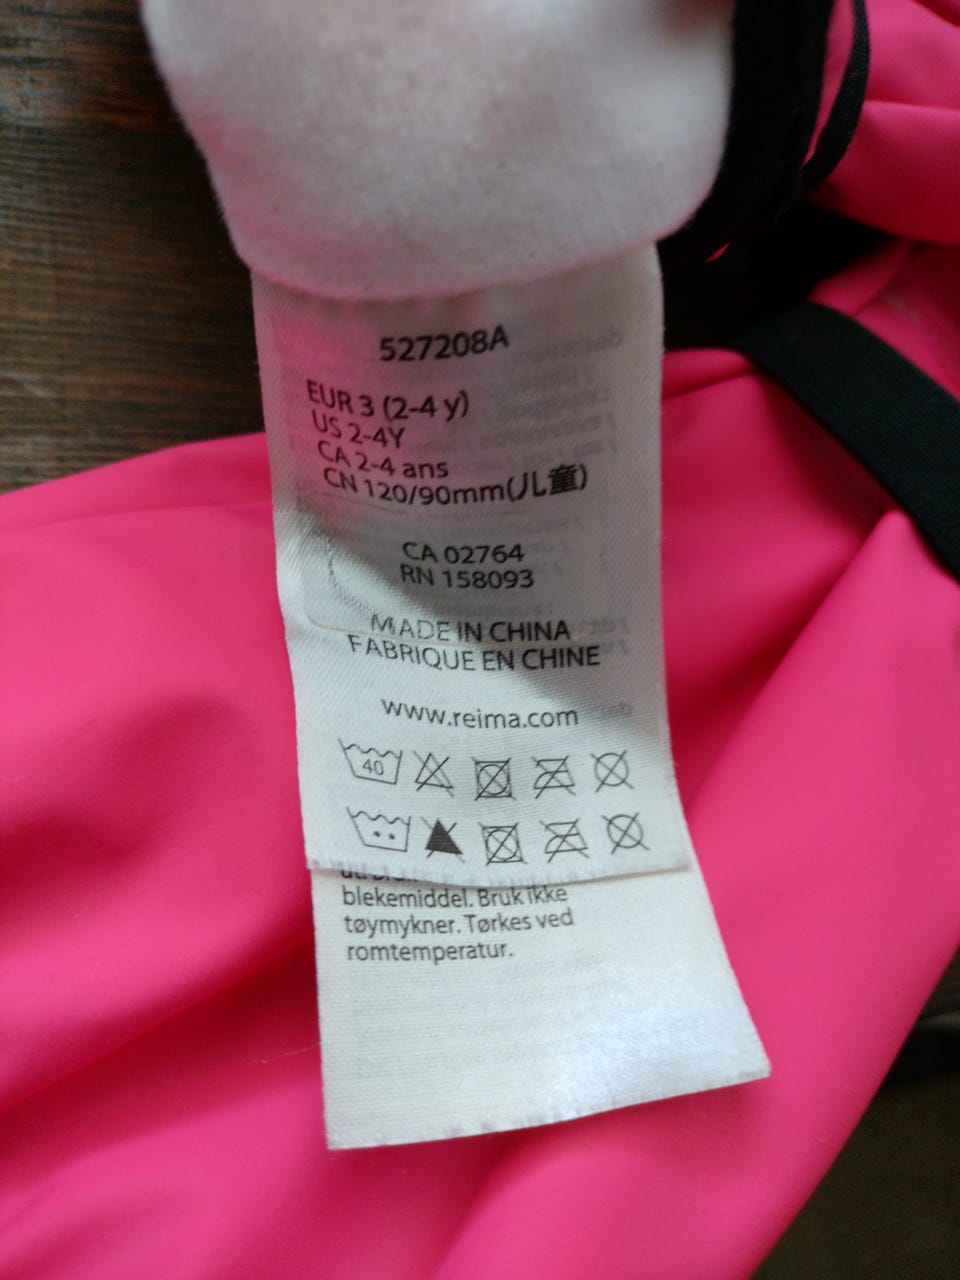 527208A
EUR 3 (2-4 y)
US 2-4Y
CA 2-4 ans
CN 120/90mm(儿童)
CA 02764
RN 158093
MADE IN CHINA
FABRIQUE EN CHINE
www.reima.com
40
blekemiddel. Bruk ikke
tøymykner. Tørkes ved
romtemperatur.